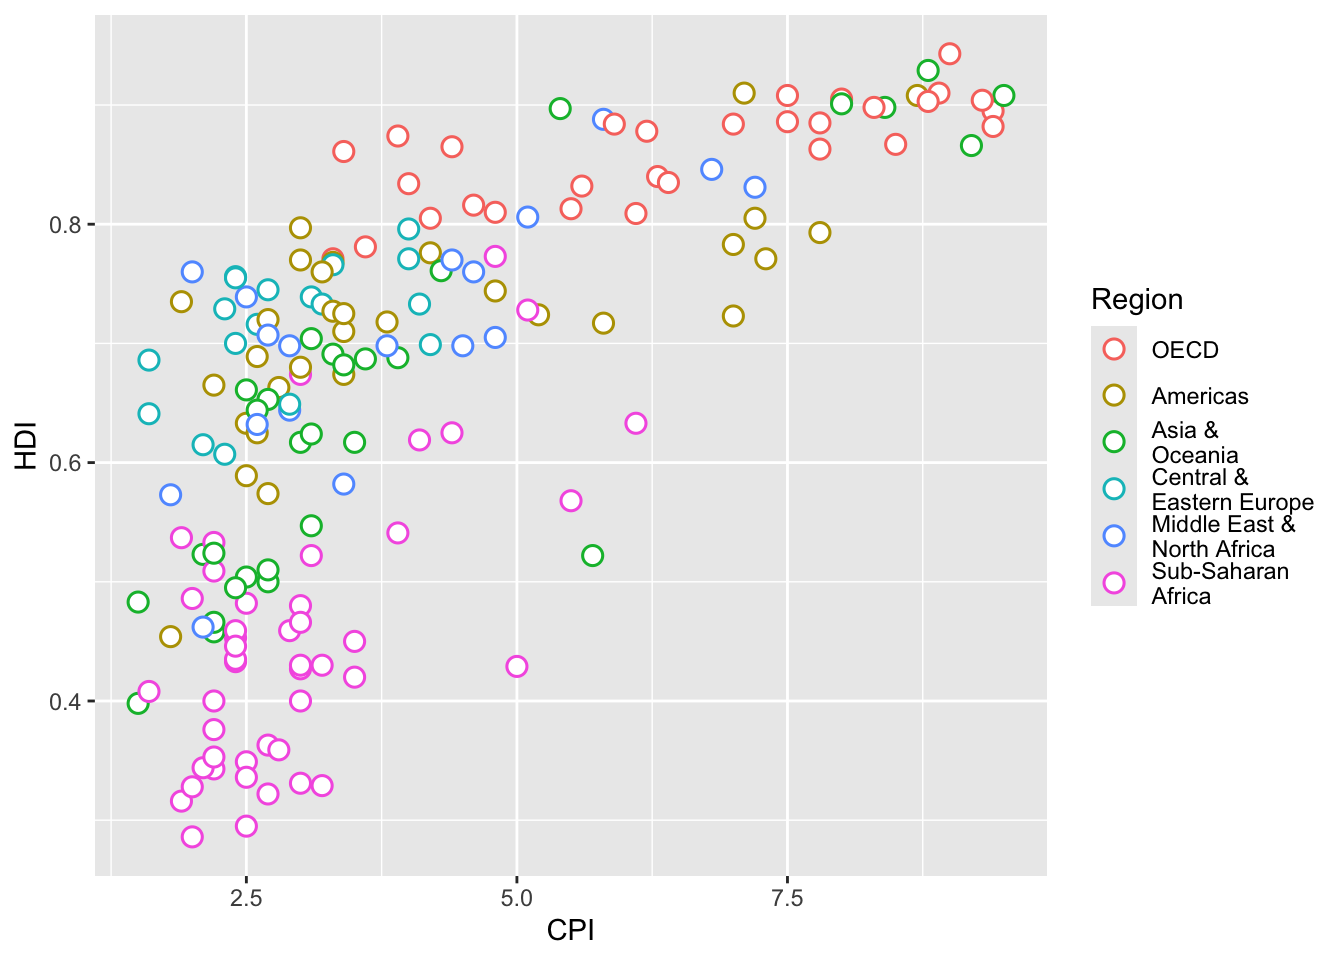 0.8
0.6
0.4
HDI
2.5
5.0
7.5
CPI
Region
OECD
Americas
Asia &
Oceania
Central &
Eastern Europe
Middle East &
North Africa
Sub-Saharan
Africa